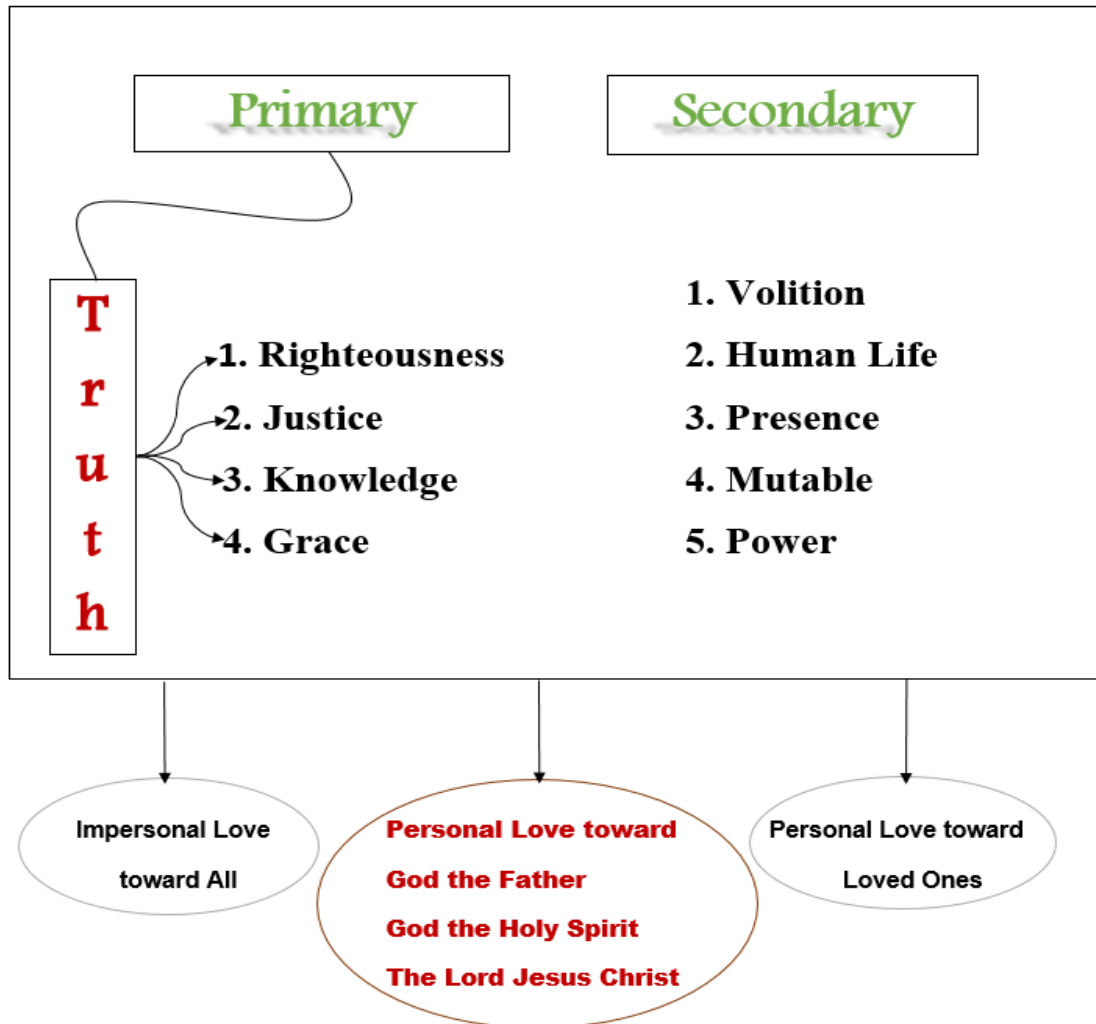 Primary
Secondary
Truth
1. Righteousness
2. Justice
3. Knowledge
4. Grace
1. Volition
2. Human Life
3. Presence
4. Mutable
5. Power
Impersonal Love
toward All
Personal Love toward
God the Father
God the Holy Spirit
The Lord Jesus Christ
Personal Love toward
Loved Ones